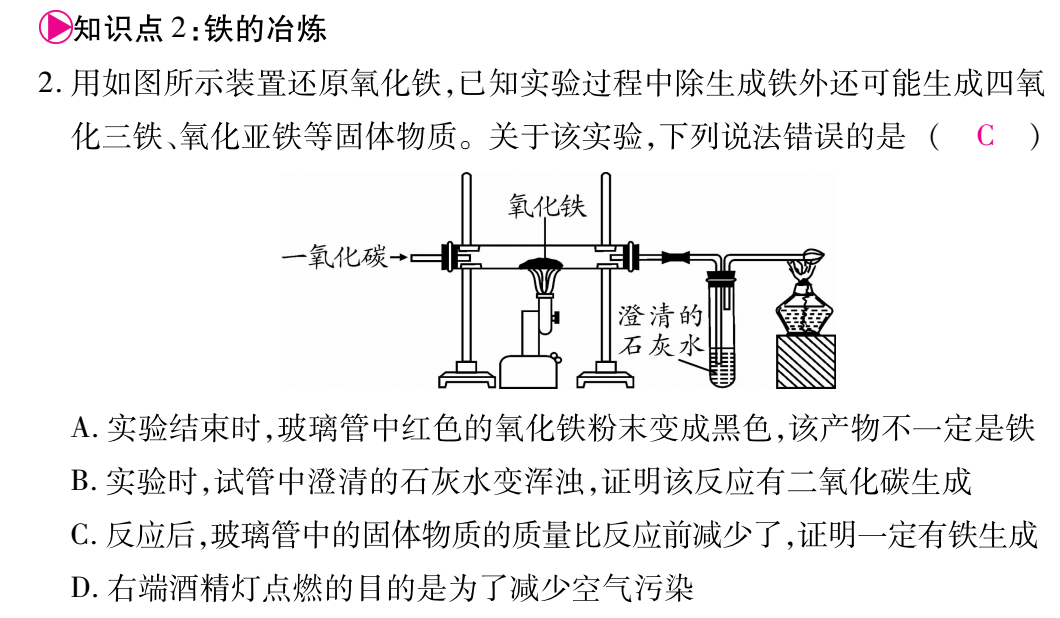 知识点2:铁的冶炼
2. 用如图所示装置还原氧化铁,已知实验过程中除生成铁外还可能生成四氧
化三铁、氧化亚铁等固体物质。关于该实验,下列说法错误的是 ( C )
氧化铁
一氧化碳
澄清的
石灰水
A. 实验结束时,玻璃管中红色的氧化铁粉末变成黑色,该产物不一定是铁
B. 实验时,试管中澄清的石灰水变浑浊,证明该反应有二氧化碳生成
C. 反应后,玻璃管中的固体物质的质量比反应前减少了,证明一定有铁生成
D. 右端酒精灯点燃的目的是为了减少空气污染